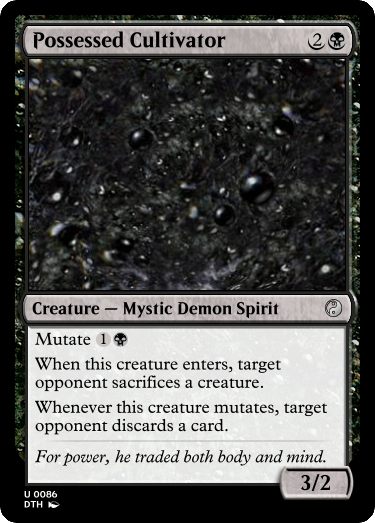 Possessed Cultivator 2
Creature — Mystic Demon Spirit
Mutate 1
When this creature enters, target
opponent sacrifices a creature.
Whenever this creature mutates, target
opponent discards a card.
For power, he traded both body and mind.
3/2
U 0086
DTH